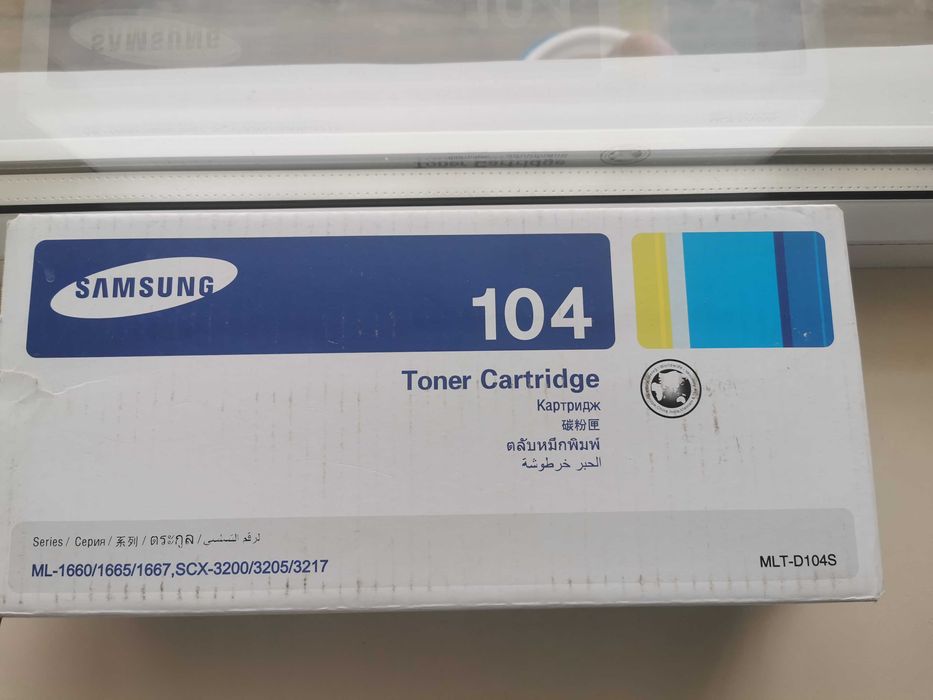 SAMSUNG
104
Toner Cartridge
Картридж
碳粉匣
ตลับหมึกพิมพ์
الحبر خرطوشة
Series / Серия / 系列 / ตระกูล / لرقم التسلسلي
ML-1660/1665/1667,SCX-3200/3205/3217
MLT-D104S